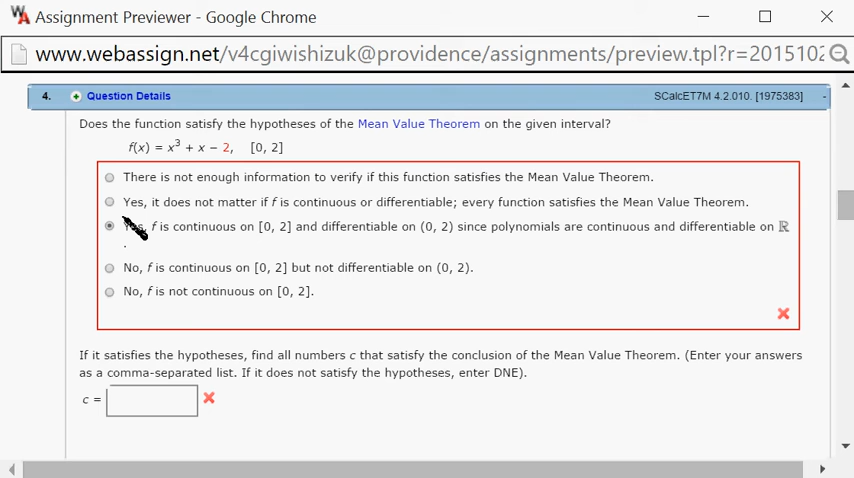 Assignment Previewer - Google Chrome
www.webassign.net/v4cgiwishizuk@providence/assignments/preview.tpl?r=201510
4. Question Details SCalcET7M 4.2.010. [1975383] -
Does the function satisfy the hypotheses of the Mean Value Theorem on the given interval?
f(x) = x³ + x − 2, [0, 2]
There is not enough information to verify if this function satisfies the Mean Value Theorem.
Yes, it does not matter if f is continuous or differentiable; every function satisfies the Mean Value Theorem.
Yes, f is continuous on [0, 2] and differentiable on (0, 2) since polynomials are continuous and differentiable on ℝ
.
No, f is continuous on [0, 2] but not differentiable on (0, 2).
No, f is not continuous on [0, 2].
If it satisfies the hypotheses, find all numbers c that satisfy the conclusion of the Mean Value Theorem. (Enter your answers
as a comma-separated list. If it does not satisfy the hypotheses, enter DNE).
c =